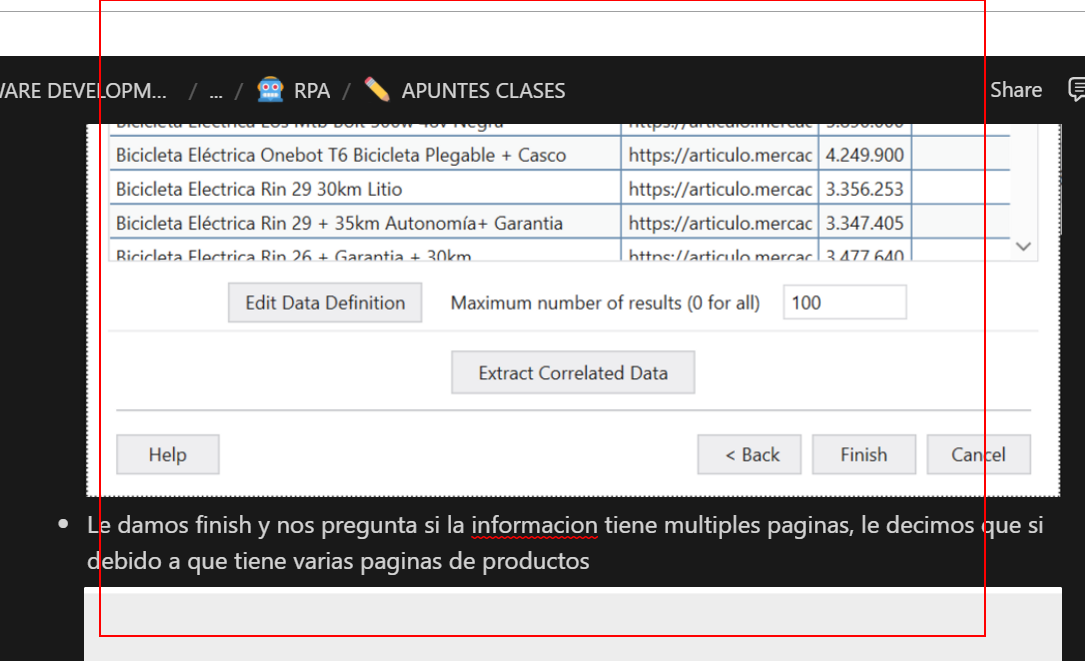 WARE DEVELOPM... / ... / RPA / APUNTES CLASES Share
Bicicleta Eléctrica Onebot T6 Bicicleta Plegable + Casco https://articulo.mercac 4.249.900
Bicicleta Electrica Rin 29 30km Litio https://articulo.mercac 3.356.253
Bicicleta Eléctrica Rin 29 + 35km Autonomía+ Garantia https://articulo.mercac 3.347.405
Bicicleta Electrica Rin 26 + Garantia + 30km https://articulo.mercac 3.477.640
Edit Data Definition Maximum number of results (0 for all) 100
Extract Correlated Data
Help < Back Finish Cancel
Le damos finish y nos pregunta si la informacion tiene multiples paginas, le decimos que si
debido a que tiene varias paginas de productos